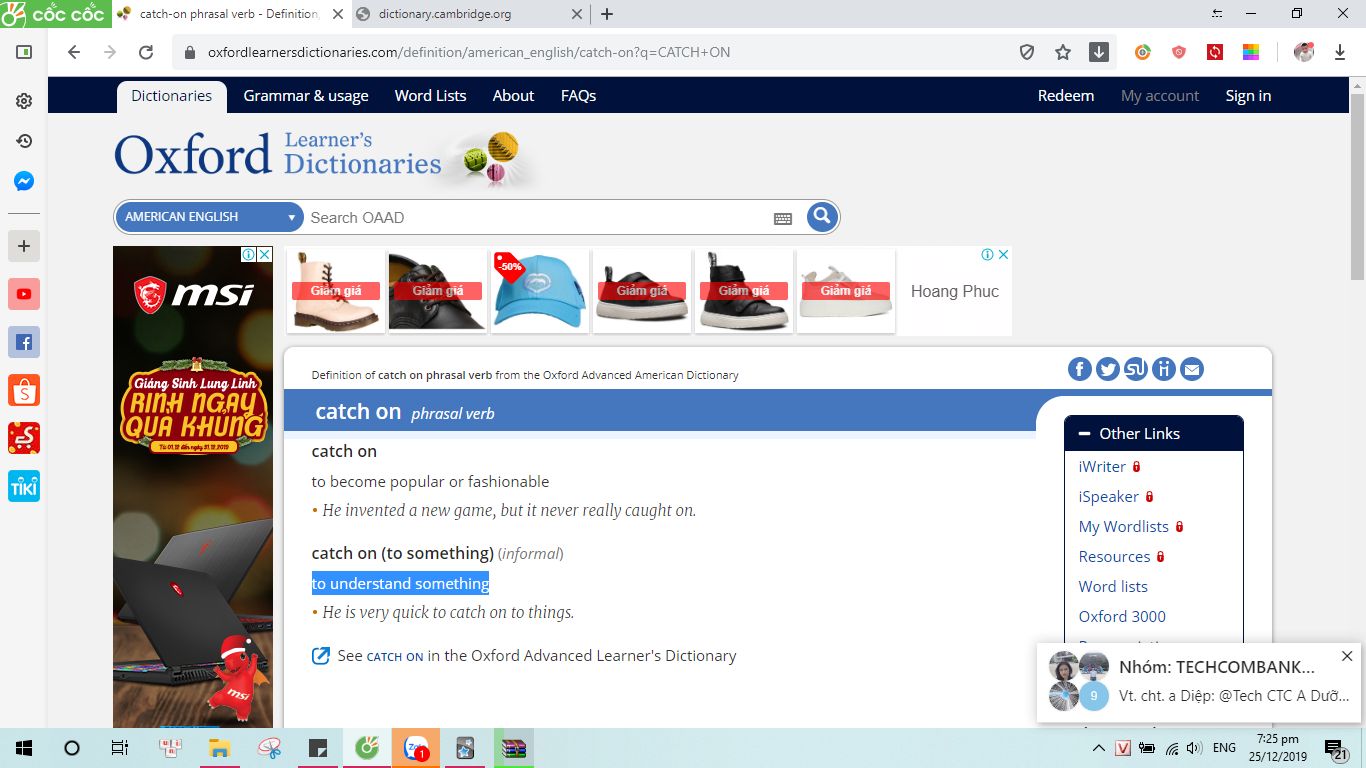 CỐC CỐC
catch-on phrasal verb - Definition
dictionary.cambridge.org
oxfordlearnersdictionaries.com/definition/american_english/catch-on?q=CATCH+ON
Dictionaries
Grammar & usage
Word Lists
About
FAQs
Redeem
My account
Sign in
Oxford
Learner's
Dictionaries
AMERICAN ENGLISH
Search OAAD
msi
Giáng Sinh Lung Linh
RINH NGAY
QUÀ KHỦNG
Từ 01.12 đến ngày 31.12.2019
msi
Giảm giá
Giảm giá
-50%
Giảm giá
Giảm giá
Giảm giá
Hoang Phuc
Definition of catch on phrasal verb from the Oxford Advanced American Dictionary
catch on phrasal verb
catch on
to become popular or fashionable
• He invented a new game, but it never really caught on.
catch on (to something) (informal)
to understand something
• He is very quick to catch on to things.
See CATCH ON in the Oxford Advanced Learner's Dictionary
Other Links
iWriter
iSpeaker
My Wordlists
Resources
Word lists
Oxford 3000
Nhóm: TECHCOMBANK...
Vt. cht. a Diệp: @Tech CTC A Dưỡ...
9
TIKI
Zalo
1
ENG
7:25 pm
25/12/2019
21